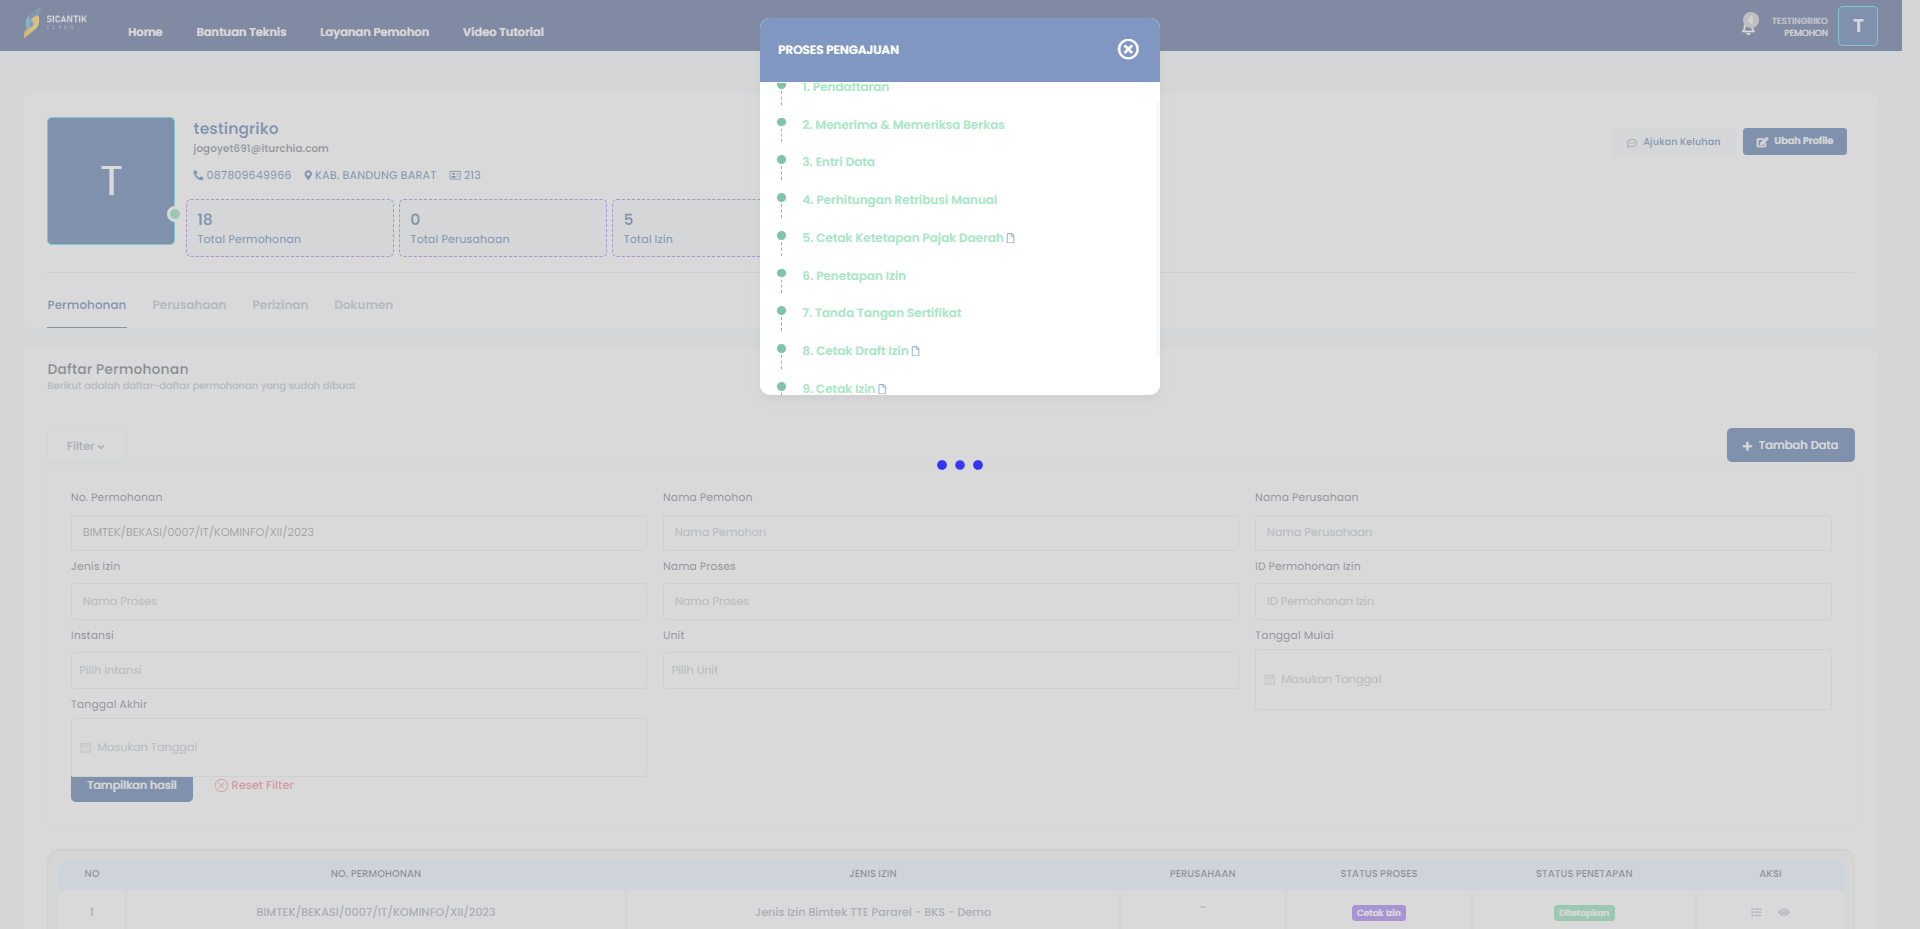 SICANTIK
CLOUD
Home
Bantuan Teknis
Layanan Pemohon
Video Tutorial
4
TESTINGRIKO
PEMOHON
T
PROSES PENGAJUAN
1. Pendaftaran
2. Menerima & Memeriksa Berkas
3. Entri Data
4. Perhitungan Retribusi Manual
5. Cetak Ketetapan Pajak Daerah
6. Penetapan Izin
7. Tanda Tangan Sertifikat
8. Cetak Draft Izin
9. Cetak Izin
T
testingriko
jogoyet691@iturchia.com
087809649966 KAB. BANDUNG BARAT 213
18
Total Permohonan
0
Total Perusahaan
5
Total Izin
Ajukan Keluhan
Ubah Profile
Permohonan
Perusahaan
Perizinan
Dokumen
Daftar Permohonan
Berikut adalah daftar-daftar permohonan yang sudah dibuat
Filter
Tambah Data
No. Permohonan
Nama Pemohon
Nama Perusahaan
BIMTEK/BEKASI/0007/IT/KOMINFO/XII/2023
Nama Pemohon
Nama Perusahaan
Jenis Izin
Nama Proses
ID Permohonan Izin
Nama Proses
Nama Proses
ID Permohonan Izin
Instansi
Unit
Tanggal Mulai
Pilih Intansi
Pilih Unit
Masukan Tanggal
Tanggal Akhir
Masukan Tanggal
Tampilkan hasil
Reset Filter
NO
NO. PERMOHONAN
JENIS IZIN
PERUSAHAAN
STATUS PROSES
STATUS PENETAPAN
AKSI
1
BIMTEK/BEKASI/0007/IT/KOMINFO/XII/2023
Jenis Izin Bimtek TTE Pararel - BKS - Demo
-
Cetak Izin
Ditetapkan